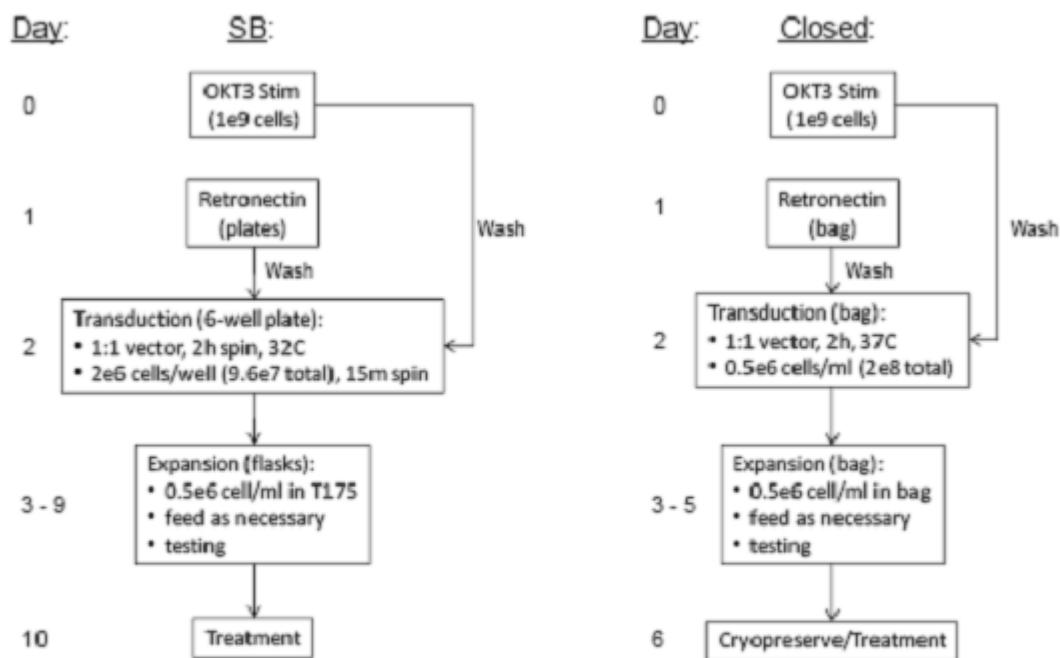 Day:
SB:
0
OKT3 Stim
(1e9 cells)
1
Retronectin
(plates)
Wash
Wash
2
Transduction (6-well plate):
• 1:1 vector, 2h spin, 32C
• 2e6 cells/well (9.6e7 total), 15m spin
3 - 9
Expansion (flasks):
• 0.5e6 cell/ml in T175
• feed as necessary
• testing
10
Treatment
Day:
Closed:
0
OKT3 Stim
(1e9 cells)
1
Retronectin
(bag)
Wash
Wash
2
Transduction (bag):
• 1:1 vector, 2h, 37C
• 0.5e6 cells/ml (2e8 total)
3 - 5
Expansion (bag):
• 0.5e6 cell/ml in bag
• feed as necessary
• testing
6
Cryopreserve/Treatment